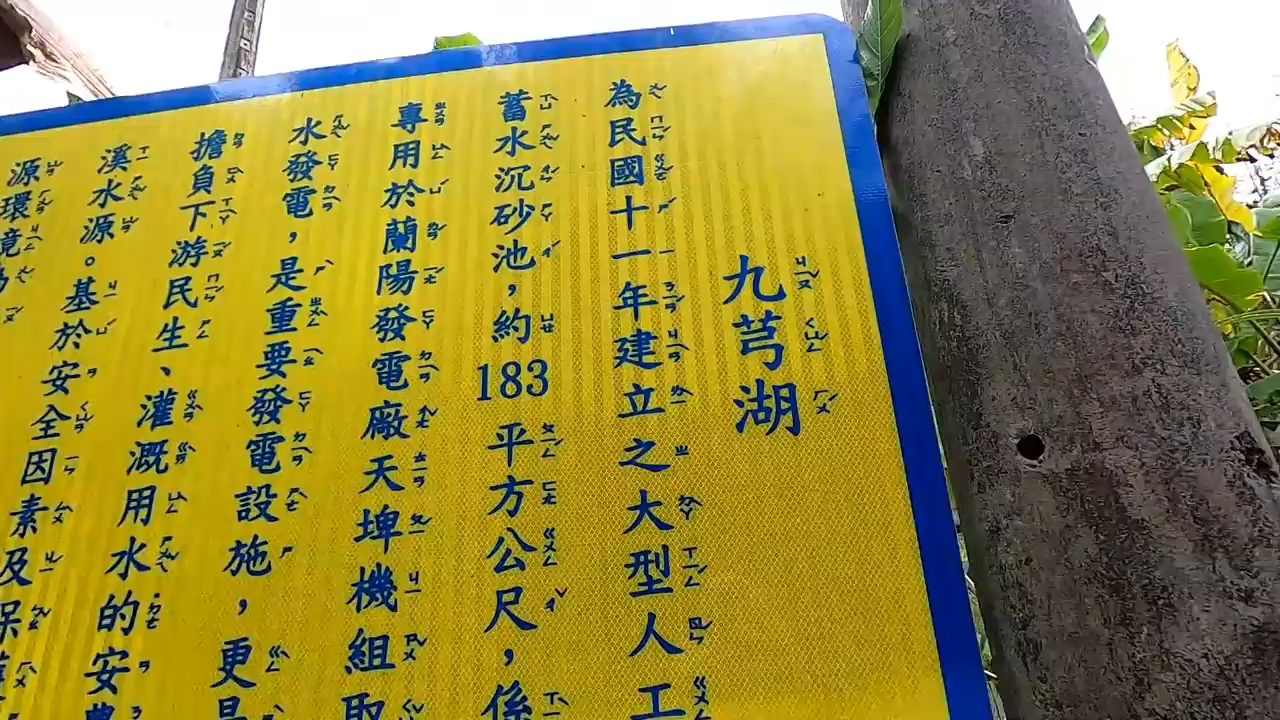 九芎湖
為民國十一年建立之大型人工
蓄水沉砂池，約183平方公尺，係
專用於蘭陽發電廠天埤機組取
水發電，是重要發電設施，更是
擔負下游民生、灌溉用水的安農
溪水源。基於安全因素及保
源環境